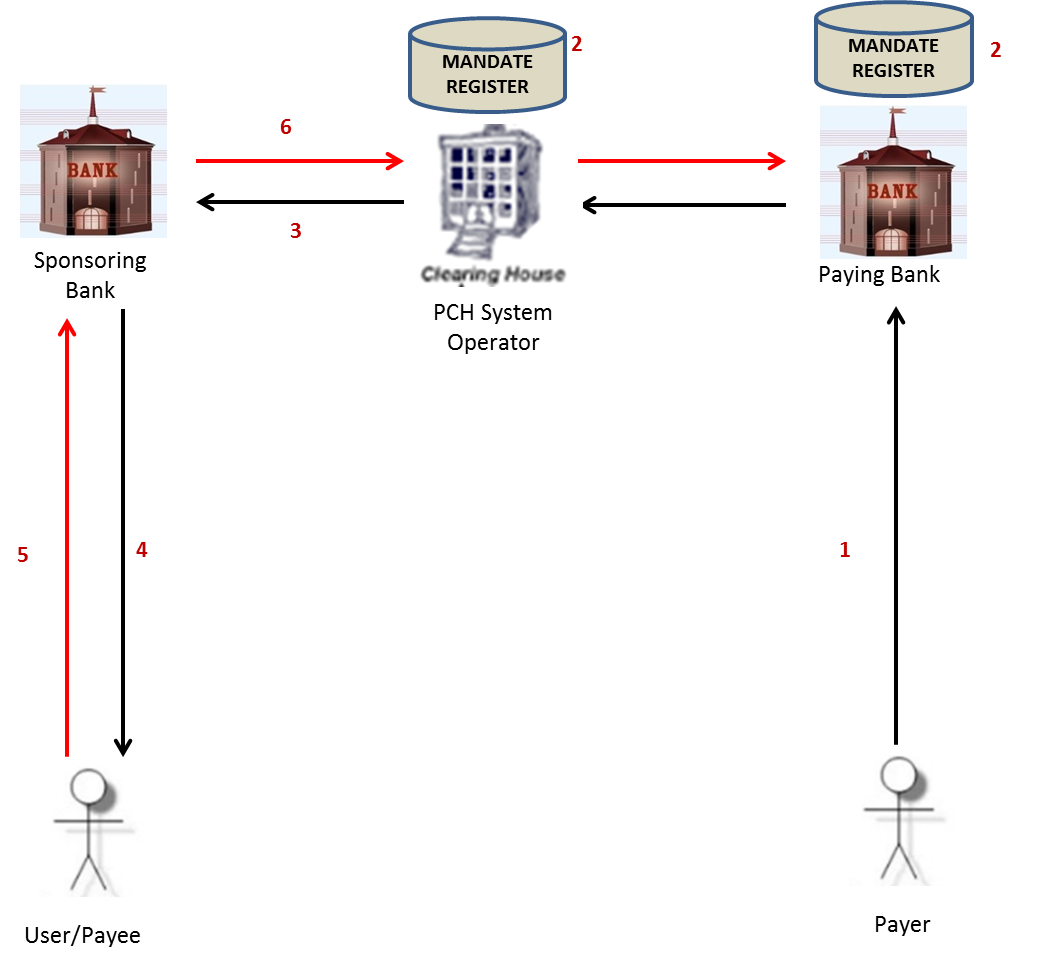 MANDATE
REGISTER
2
MANDATE
REGISTER
2
BANK
6
3
Clearing House
BANK
Sponsoring
Bank
PCH System
Operator
Paying Bank
5
4
1
User/Payee
Payer